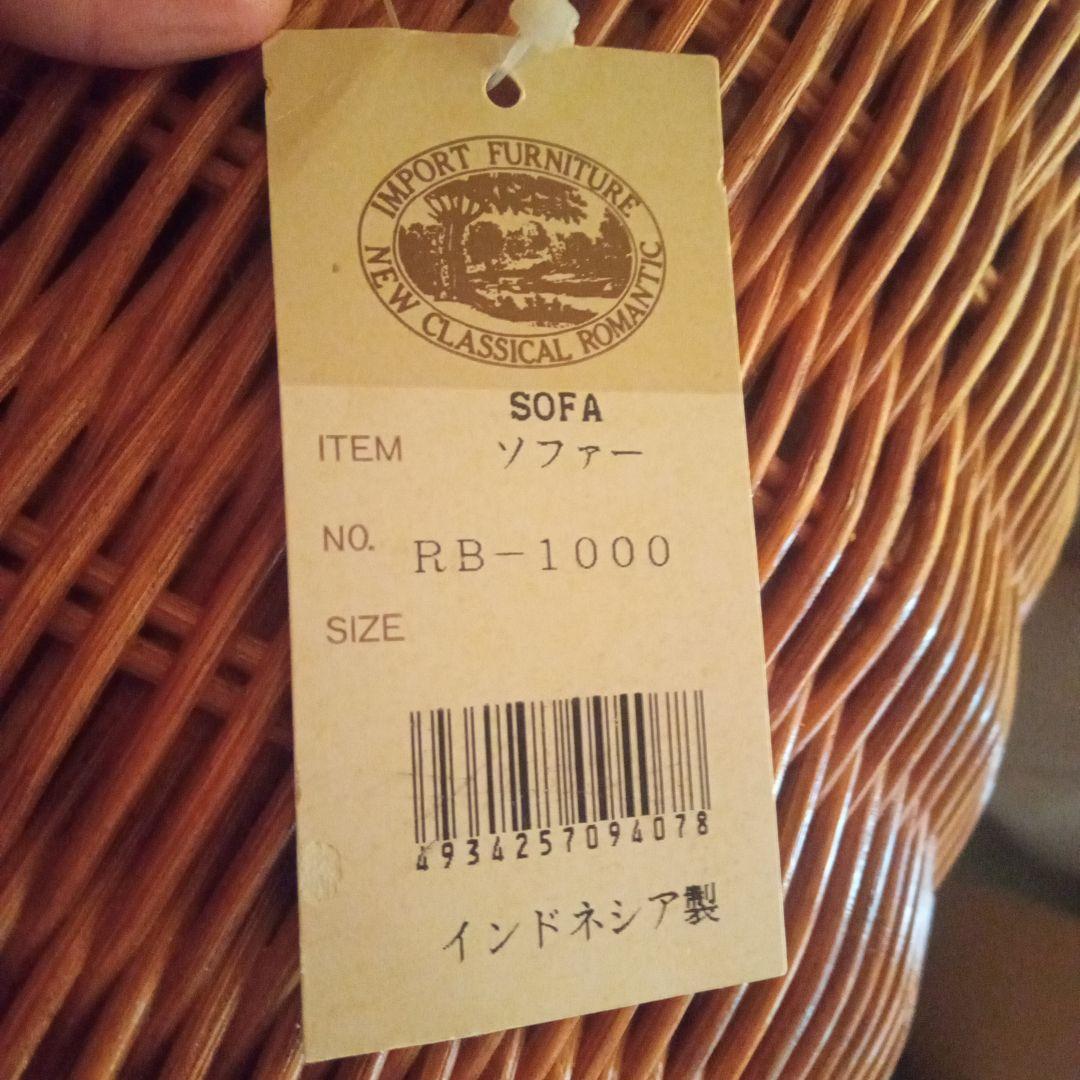 IMPORT FURNITURE
NEW CLASSICAL ROMANTIC
SOFA
ITEM ソファー
NO. RB-1000
SIZE
4934257094078
インドネシア製